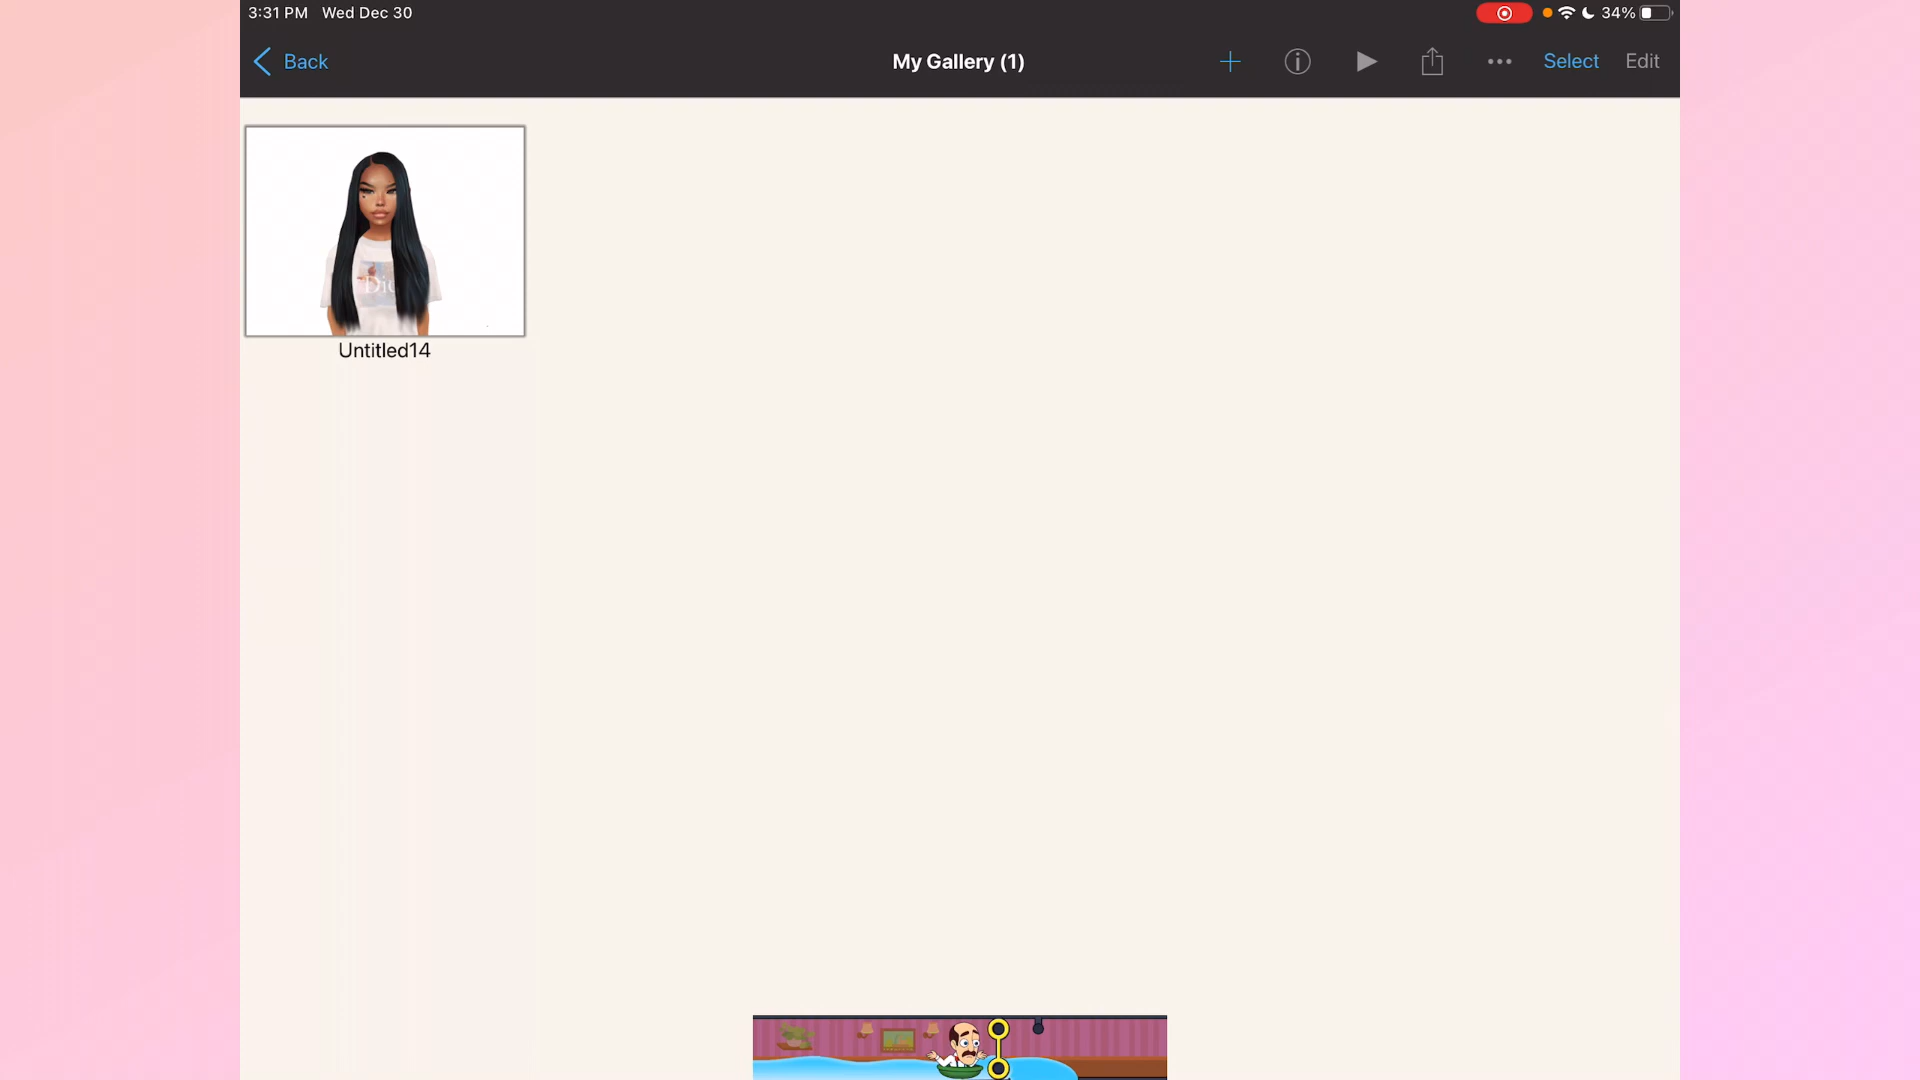 3:31 PM Wed Dec 30
34%
Back
My Gallery (1)
Select
Edit
Untitled14